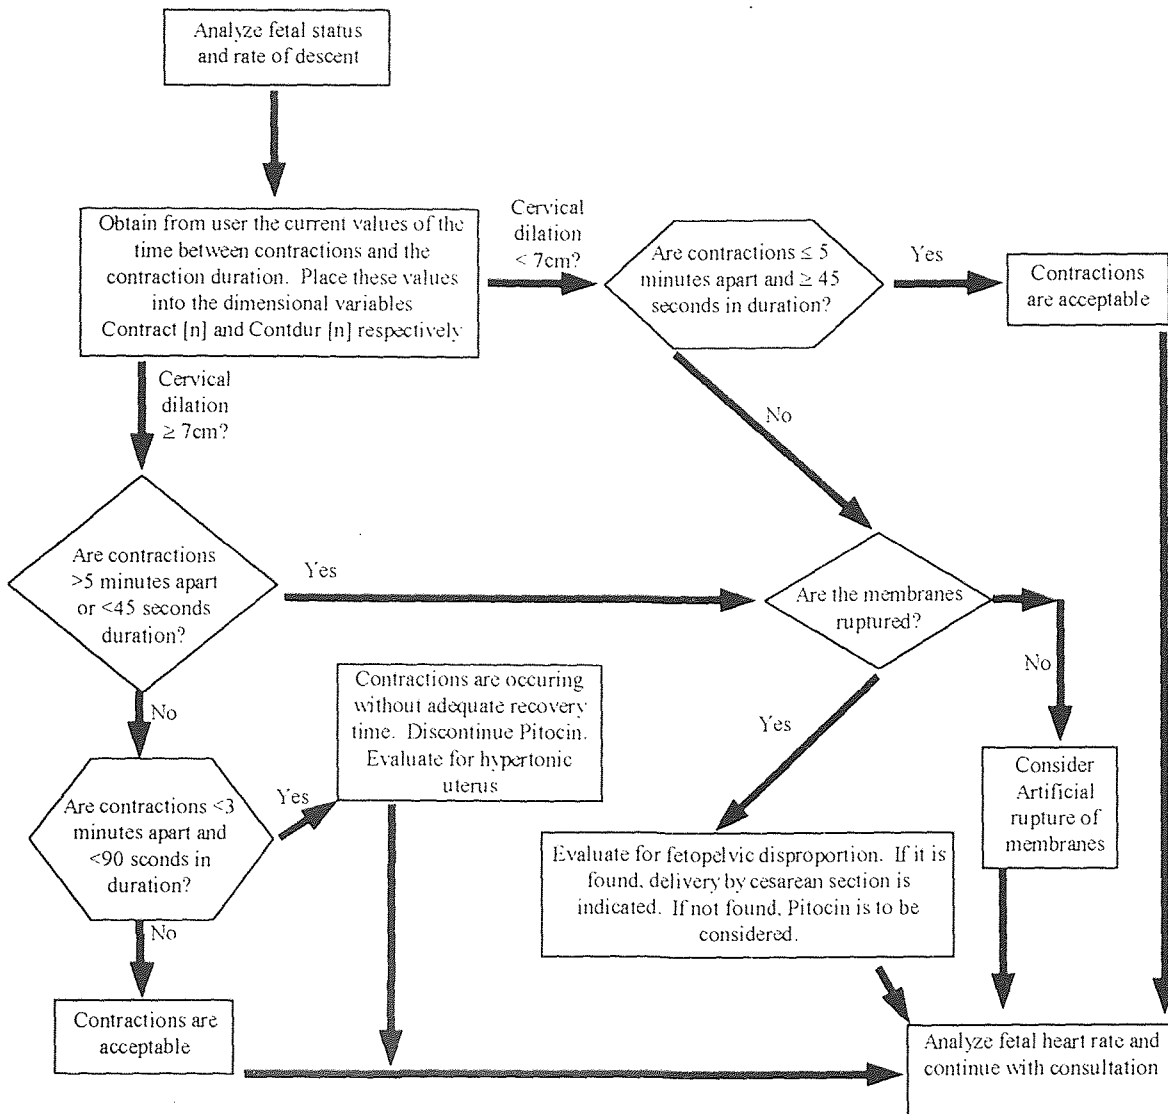 Analyze fetal status
and rate of descent
Obtain from user the current values of the
time between contractions and the
contraction duration. Place these values
into the dimensional variables
Contract [n] and Contdur [n] respectively
Cervical
dilation
< 7cm?
Are contractions ≤ 5
minutes apart and ≥ 45
seconds in duration?
Yes
Contractions
are acceptable
Cervical
dilation
≥ 7cm?
No
Are contractions
>5 minutes apart
or <45 seconds
duration?
Yes
Are the membranes
ruptured?
No
No
Contractions are occuring
without adequate recovery
time. Discontinue Pitocin.
Evaluate for hypertonic
uterus
Yes
Are contractions <3
minutes apart and
<90 sconds in
duration?
Yes
Consider
Artificial
rupture of
membranes
Evaluate for fetopelvic disproportion. If it is
found, delivery by cesarean section is
indicated. If not found, Pitocin is to be
considered.
No
Contractions are
acceptable
Analyze fetal heart rate and
continue with consultation